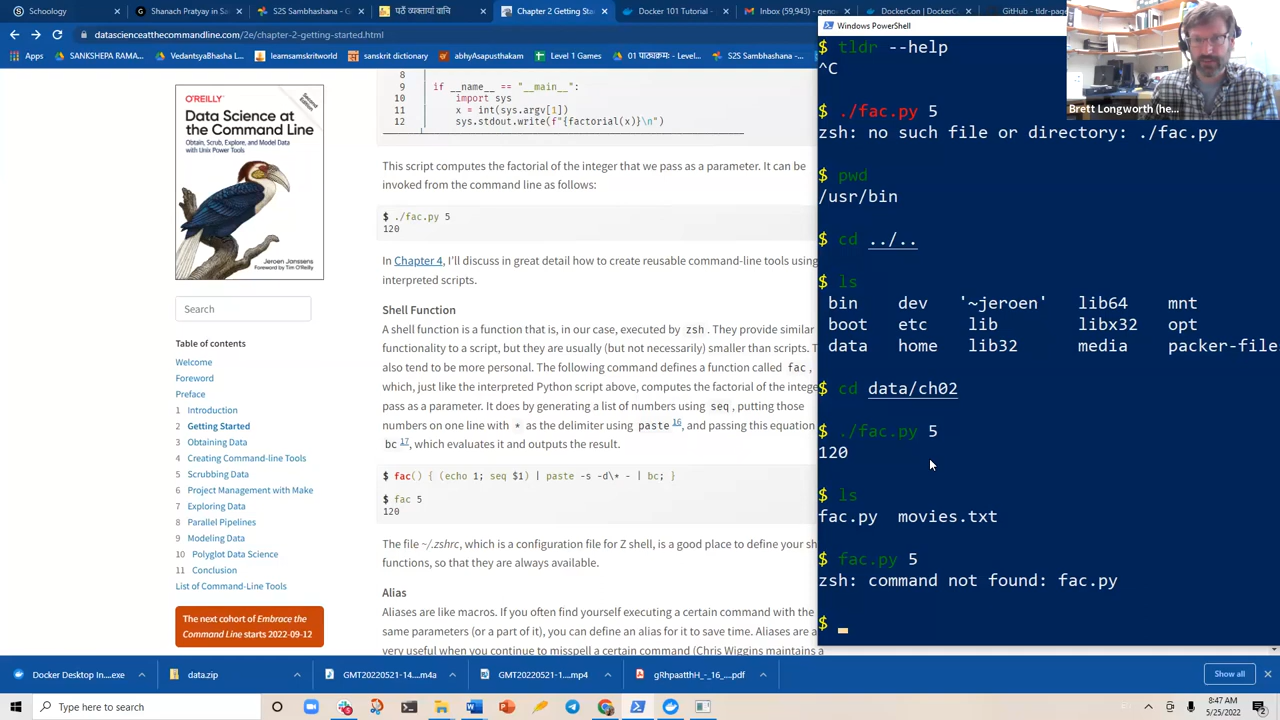 Schoology
Shanach Pratyay in San
S2S Sambhashana - Goo
पठें व्यक्तायां वाचि
Chapter 2 Getting Star
Docker 101 Tutorial -
Inbox (59,943) -
Docker Dashboard
GitHub - tldr-page
datascienceatthecommandline.com/2e/chapter-2-getting-started.html
Apps
SANKSHEPA RAMA...
VedantysAbhasha L...
learnsamskritworld
sanskrit dictionary
abhyAsapusthakam
Level 1 Games
S2S Sambhashana -...
Windows PowerShell
Brett Longworth (he...
O'REILLY
Second Edition
Data Science at
the Command Line
Obtain, Scrub, Explore, and Model Data
with Unix Power Tools
Jeroen Janssens
Foreword by Tim O'Reilly
Search
Table of contents
Welcome
Foreword
Preface
1 Introduction
2 Getting Started
3 Obtaining Data
4 Creating Command-line Tools
5 Scrubbing Data
6 Project Management with Make
7 Exploring Data
8 Parallel Pipelines
9 Modeling Data
10 Polyglot Data Science
11 Conclusion
List of Command-Line Tools
The next cohort of Embrace the
Command Line starts 2022-09-12
8
9 if __name__ == "__main__":
10 import sys
11 x = int(sys.argv[1])
12 sys.stdout.write(f"{factorial(x)}\n")
This script computes the factorial of the integer that we pass as a parameter. It can be
invoked from the command line as follows:
$ ./fac.py 5
120
In Chapter 4, I'll discuss in great detail how to create reusable command-line tools using
interpreted scripts.
Shell Function
A shell function is a function that is, in our case, executed by zsh. They provide similar
functionality to a script, but they are usually (but not necessarily) smaller than scripts. T
also tend to be more personal. The following command defines a function called fac,
which, just like the interpreted Python script above, computes the factorial of the intege
pass as a parameter. It does by generating a list of numbers using seq, putting those
numbers on one line with * as the delimiter using paste 16, and passing this equation
bc 17, which evaluates it and outputs the result.
$ fac() { (echo 1; seq $1) | paste -s -d\* - | bc; }
$ fac 5
120
The file ~/.zshrc, which is a configuration file for Z shell, is a good place to define your sh
functions, so that they are always available.
Alias
Aliases are like macros. If you often find yourself executing a certain command with the
same parameters (or a part of it), you can define an alias for it to save time. Aliases are a
very useful when you continue to misspell a certain command (Chris Wiggins maintains a
$ tldr --help
^C
$ ./fac.py 5
zsh: no such file or directory: ./fac.py
$ pwd
/usr/bin
$ cd ../..
$ ls
bin dev '~jeroen' lib64 mnt
boot etc lib libx32 opt
data home lib32 media packer-file
$ cd data/ch02
$ ./fac.py 5
120
$ ls
fac.py movies.txt
$ fac.py 5
zsh: command not found: fac.py
$
Docker Desktop In....exe
data.zip
GMT20220521-14....m4a
GMT20220521-1....mp4
gRhpaatthH_-_16_....pdf
Show all
Type here to search
8:47 AM
5/25/2022
2